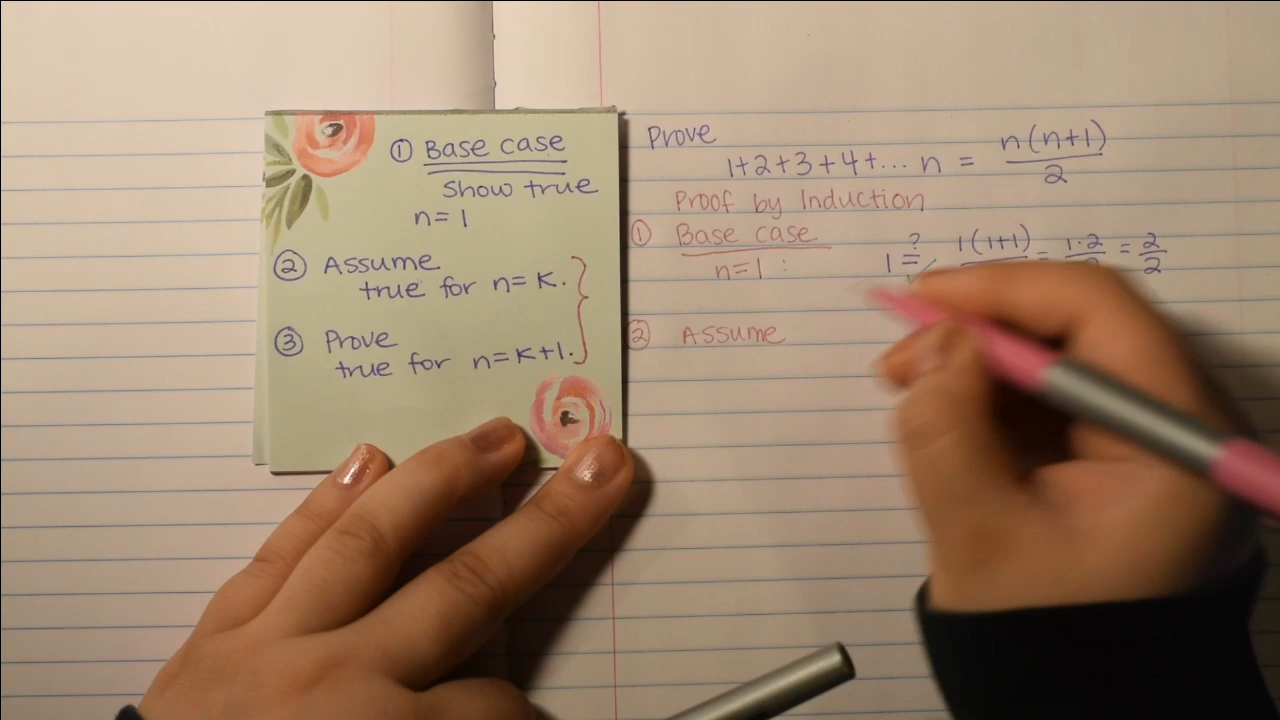 ① Base case
Show true
n=1
② Assume
true for n=k.
③ Prove
true for n=k+1.
Prove
1+2+3+4+... n = n(n+1)/2
Proof by Induction
① Base case
n=1 : 1 ?= 1(1+1) = 1·2 = 2/2
② Assume